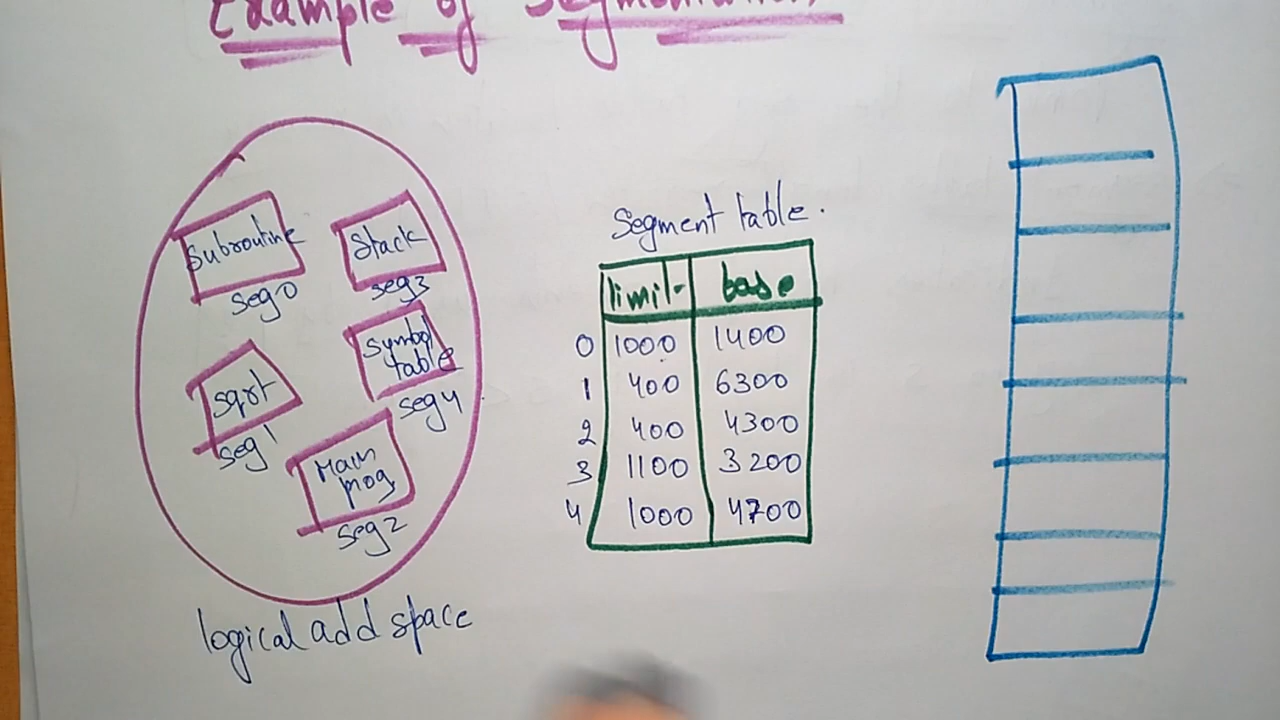 Example of Segmentation
Subroutine
seg0
Stack
seg3
sqrt
seg1
Symbol
table
seg4
Main
prog
seg2
logical add space
Segment table.
limit base
0 1000 1400
1 400 6300
2 400 4300
3 1100 3200
4 1000 4700